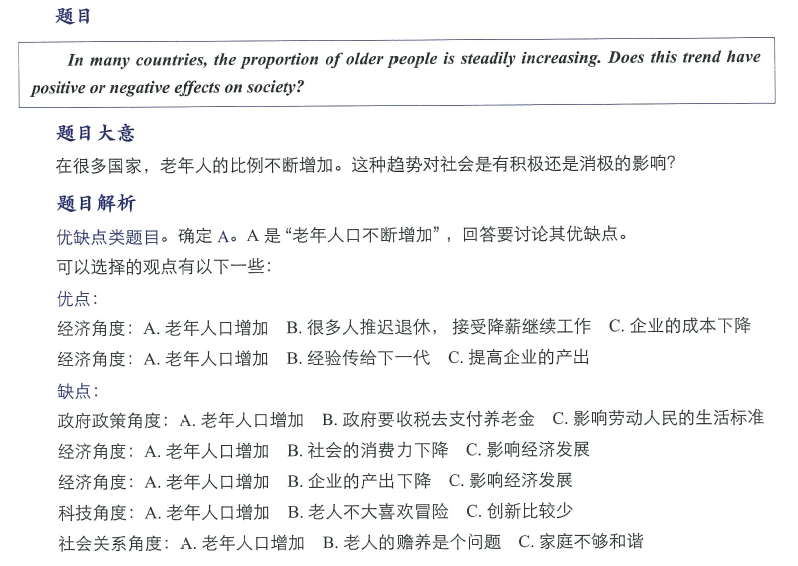 题目
In many countries, the proportion of older people is steadily increasing. Does this trend have
positive or negative effects on society?
题目大意
在很多国家，老年人的比例不断增加。这种趋势对社会是有积极还是消极的影响？
题目解析
优缺点类题目。确定 A。A 是“老年人口不断增加”，回答要讨论其优缺点。
可以选择的观点有以下一些：
优点：
经济角度：A. 老年人口增加 B. 很多人推迟退休， 接受降薪继续工作 C. 企业的成本下降
经济角度：A. 老年人口增加 B. 经验传给下一代 C. 提高企业的产出
缺点：
政府政策角度：A. 老年人口增加 B. 政府要收税去支付养老金 C. 影响劳动人民的生活标准
经济角度：A. 老年人口增加 B. 社会的消费力下降 C. 影响经济发展
经济角度：A. 老年人口增加 B. 企业的产出下降 C. 影响经济发展
科技角度：A. 老年人口增加 B. 老人不大喜欢冒险 C. 创新比较少
社会关系角度：A. 老年人口增加 B. 老人的赡养是个问题 C. 家庭不够和谐